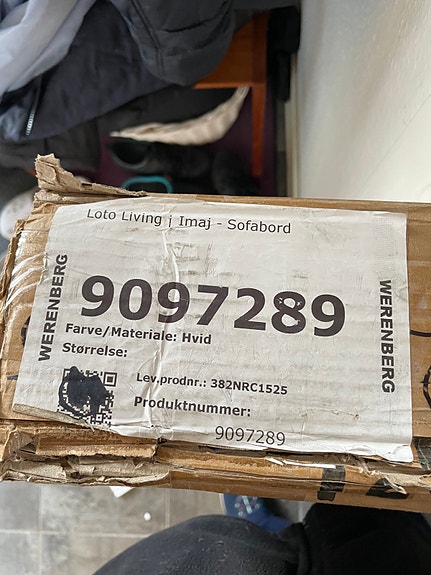 Loto Living j Imaj - Sofabord
WERENBERG
9097289
WERENBERG
Farve/Materiale: Hvid
Størrelse:
Lev.prodnr.: 382NRC1525
Produktnummer:
9097289